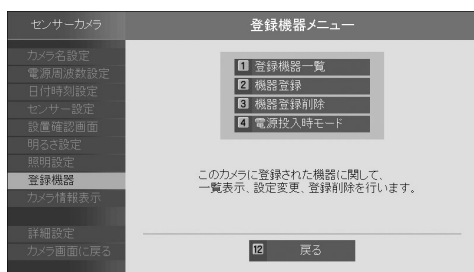 センサーカメラ
登録機器メニュー
カメラ名設定
電源周波数設定
日付時刻設定
センサー設定
設置確認画面
明るさ設定
照明設定
登録機器
カメラ情報表示
詳細設定
カメラ画面に戻る
1 登録機器一覧
2 機器登録
3 機器登録削除
4 電源投入時モード
このカメラに登録された機器に関して、
一覧表示、設定変更、登録削除を行います。
12 戻る